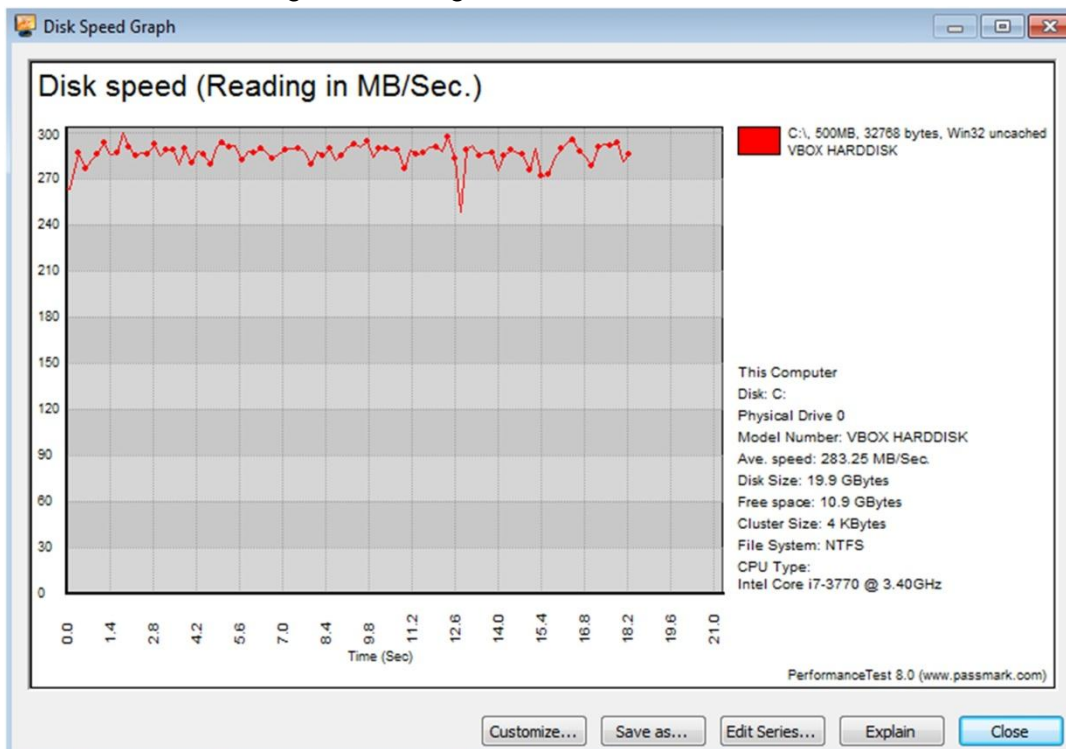 Disk Speed Graph
Disk speed (Reading in MB/Sec.)
300
270
240
210
180
150
120
90
60
30
0
0.0
1.4
2.8
4.2
5.6
7.0
8.4
9.8
11.2
12.6
14.0
15.4
16.8
18.2
19.6
21.0
Time (Sec)
C:\, 500MB, 32768 bytes, Win32 uncached
VBOX HARDDISK
This Computer
Disk: C:
Physical Drive 0
Model Number: VBOX HARDDISK
Ave. speed: 283.25 MB/Sec.
Disk Size: 19.9 GBytes
Free space: 10.9 GBytes
Cluster Size: 4 KBytes
File System: NTFS
CPU Type:
Intel Core i7-3770 @ 3.40GHz
PerformanceTest 8.0 (www.passmark.com)
Customize...
Save as...
Edit Series...
Explain
Close